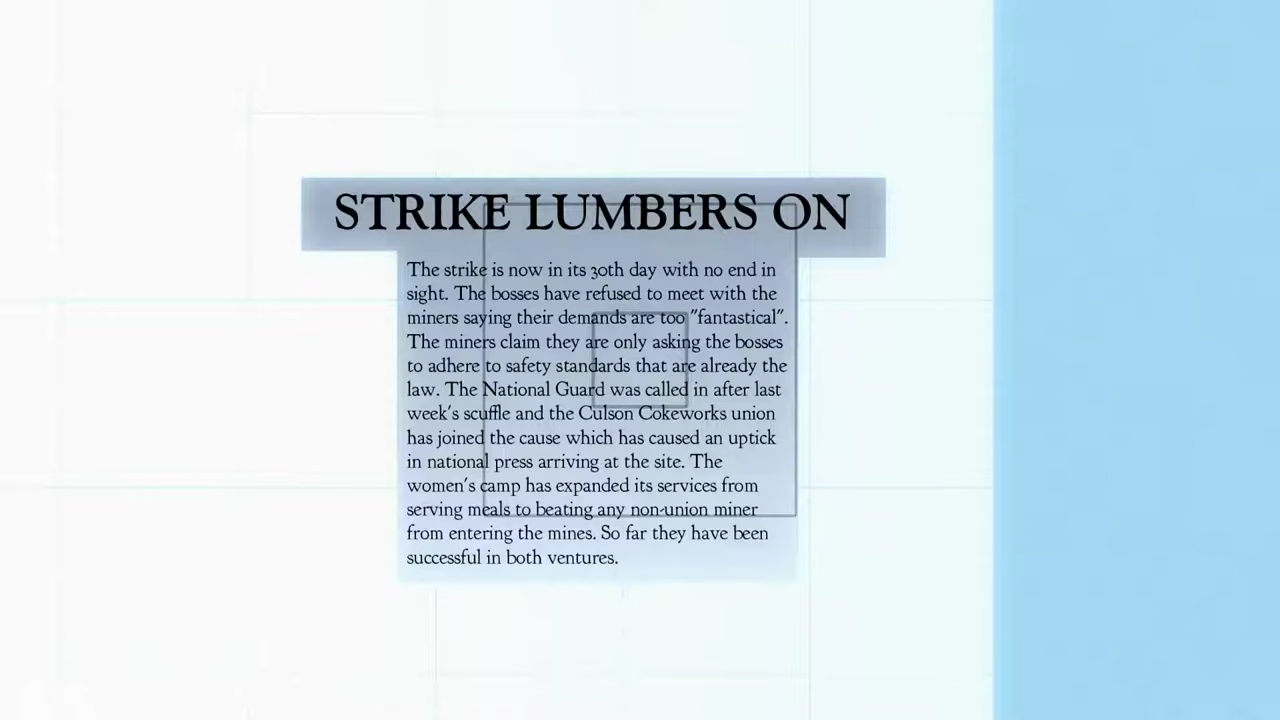 STRIKE LUMBERS ON
The strike is now in its 30th day with no end in
sight. The bosses have refused to meet with the
miners saying their demands are too "fantastical".
The miners claim they are only asking the bosses
to adhere to safety standards that are already the
law. The National Guard was called in after last
week's scuffle and the Culson Cokeworks union
has joined the cause which has caused an uptick
in national press arriving at the site. The
women's camp has expanded its services from
serving meals to beating any non-union miner
from entering the mines. So far they have been
successful in both ventures.